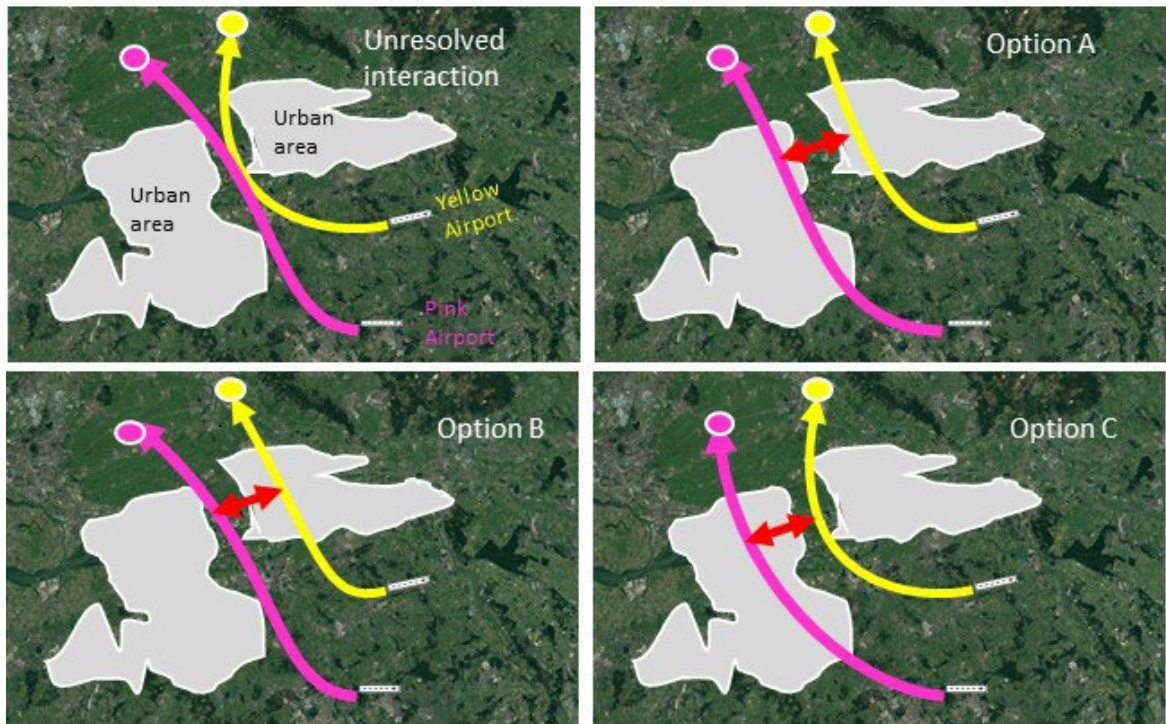 Unresolved
interaction
Urban
area
Urban
area
Yellow
Airport
Pink
Airport
Option A
Option B
Option C